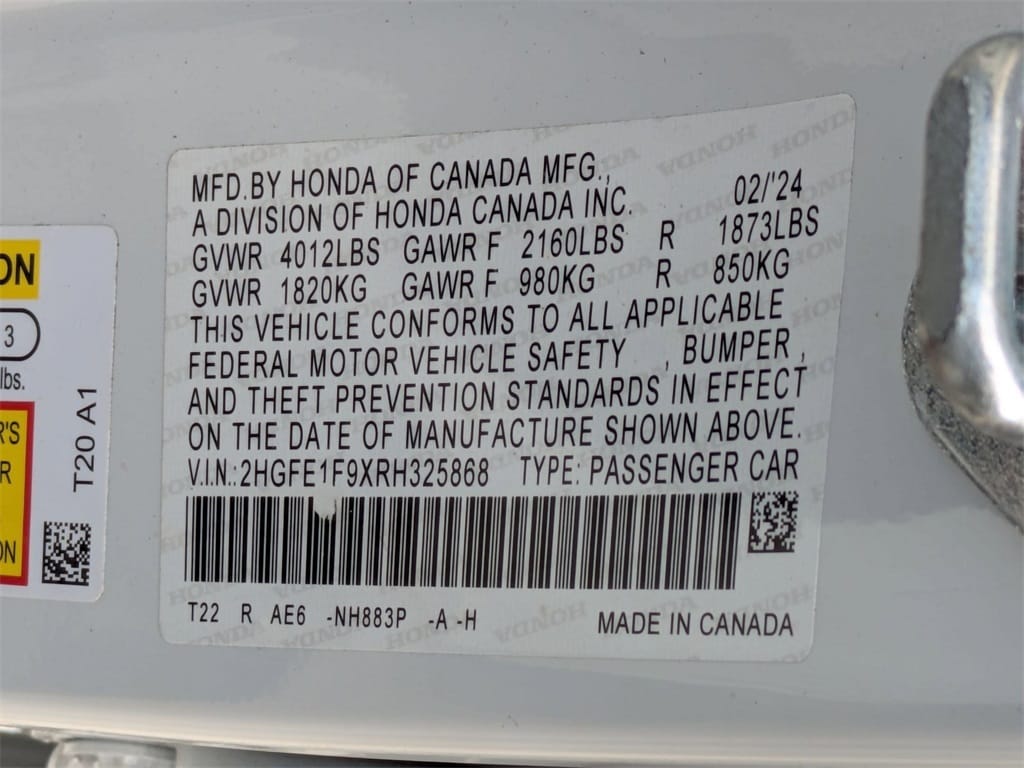 MFD.BY HONDA OF CANADA MFG.,
A DIVISION OF HONDA CANADA INC. 02/'24
GVWR 4012LBS GAWR F 2160LBS R 1873LBS
GVWR 1820KG GAWR F 980KG R 850KG
THIS VEHICLE CONFORMS TO ALL APPLICABLE
FEDERAL MOTOR VEHICLE SAFETY , BUMPER ,
AND THEFT PREVENTION STANDARDS IN EFFECT
ON THE DATE OF MANUFACTURE SHOWN ABOVE.
V.I.N.:2HGFE1F9XRH325868 TYPE: PASSENGER CAR
T22 R AE6 -NH883P -A -H
MADE IN CANADA
3
lbs.
T20 A1